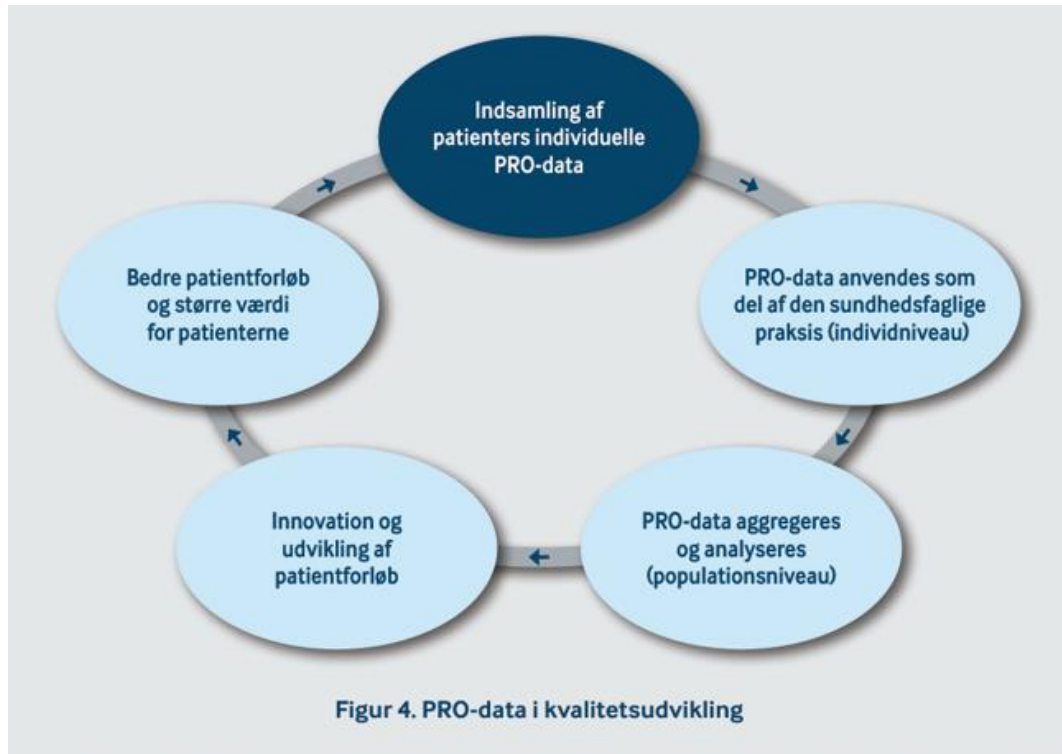 Indsamling af
patienters individuelle
PRO-data
PRO-data anvendes som
del af den sundhedsfaglige
praksis (individniveau)
PRO-data aggregeres
og analyseres
(populationsniveau)
Innovation og
udvikling af
patientforløb
Bedre patientforløb
og større værdi
for patienterne
Figur 4. PRO-data i kvalitetsudvikling